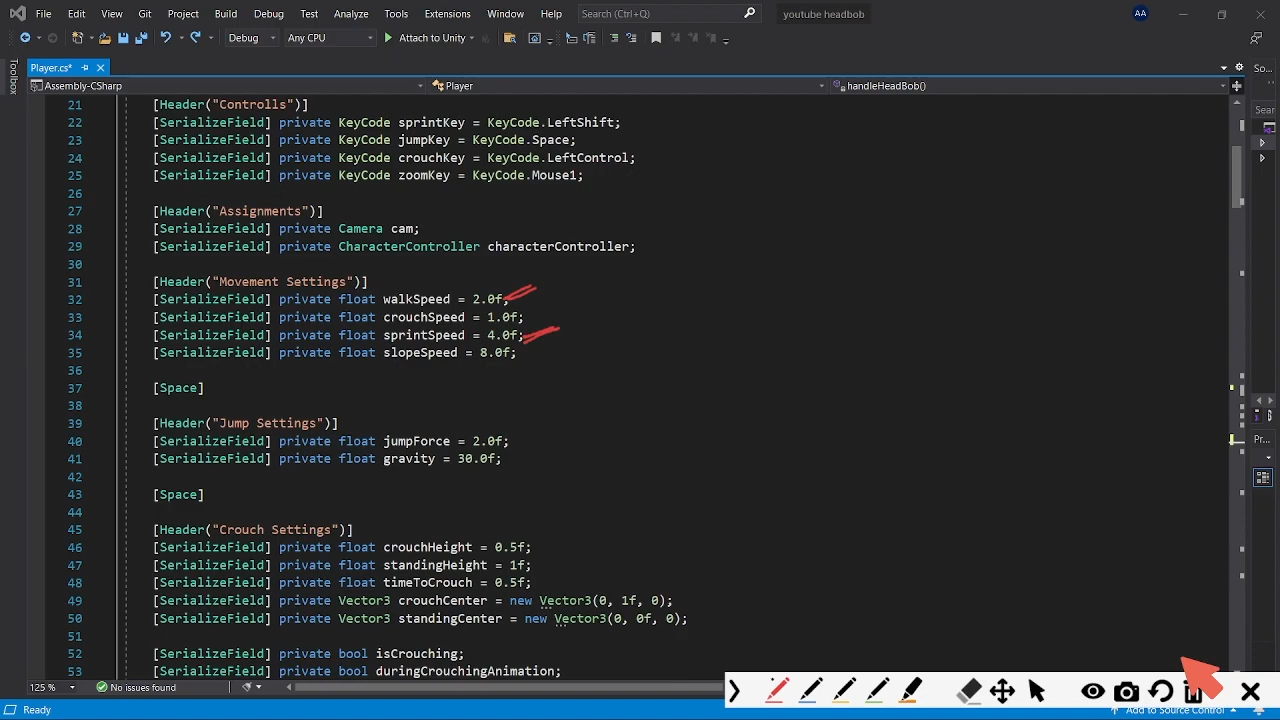 File Edit View Git Project Build Debug Test Analyze Tools Extensions Window Help Search (Ctrl+Q) youtube headbob AA
Debug Any CPU Attach to Unity
Toolbox
Player.cs* So...
Assembly-CSharp Player handleHeadBob()
Sear
21 [Header("Controlls")]
22 [SerializeField] private KeyCode sprintKey = KeyCode.LeftShift;
23 [SerializeField] private KeyCode jumpKey = KeyCode.Space;
24 [SerializeField] private KeyCode crouchKey = KeyCode.LeftControl;
25 [SerializeField] private KeyCode zoomKey = KeyCode.Mouse1;
26
27 [Header("Assignments")]
28 [SerializeField] private Camera cam;
29 [SerializeField] private CharacterController characterController;
30
31 [Header("Movement Settings")]
32 [SerializeField] private float walkSpeed = 2.0f;
33 [SerializeField] private float crouchSpeed = 1.0f;
34 [SerializeField] private float sprintSpeed = 4.0f;
35 [SerializeField] private float slopeSpeed = 8.0f;
36
37 [Space]
38
39 [Header("Jump Settings")]
40 [SerializeField] private float jumpForce = 2.0f;
41 [SerializeField] private float gravity = 30.0f;
42
43 [Space]
44
45 [Header("Crouch Settings")]
46 [SerializeField] private float crouchHeight = 0.5f;
47 [SerializeField] private float standingHeight = 1f;
48 [SerializeField] private float timeToCrouch = 0.5f;
49 [SerializeField] private Vector3 crouchCenter = new Vector3(0, 1f, 0);
50 [SerializeField] private Vector3 standingCenter = new Vector3(0, 0f, 0);
51
52 [SerializeField] private bool isCrouching;
53 [SerializeField] private bool duringCrouchingAnimation;
Pr...
125 % No issues found
Ready Add to Source Control